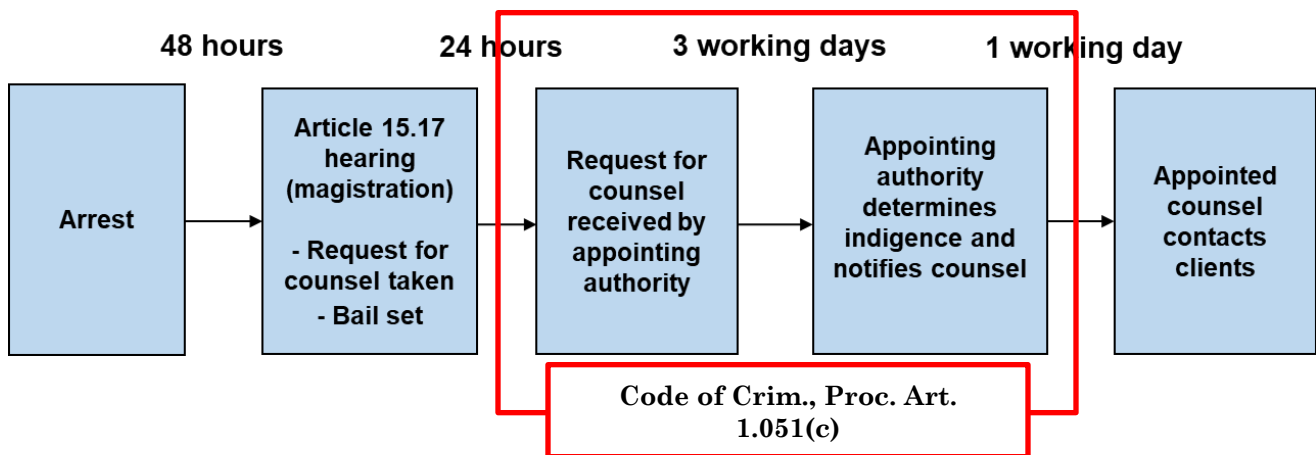 48 hours
24 hours
3 working days
1 working day
Arrest
Article 15.17
hearing
(magistration)
- Request for
counsel taken
- Bail set
Request for
counsel
received by
appointing
authority
Appointing
authority
determines
indigence and
notifies counsel
Appointed
counsel
contacts
clients
Code of Crim., Proc. Art.
1.051(c)